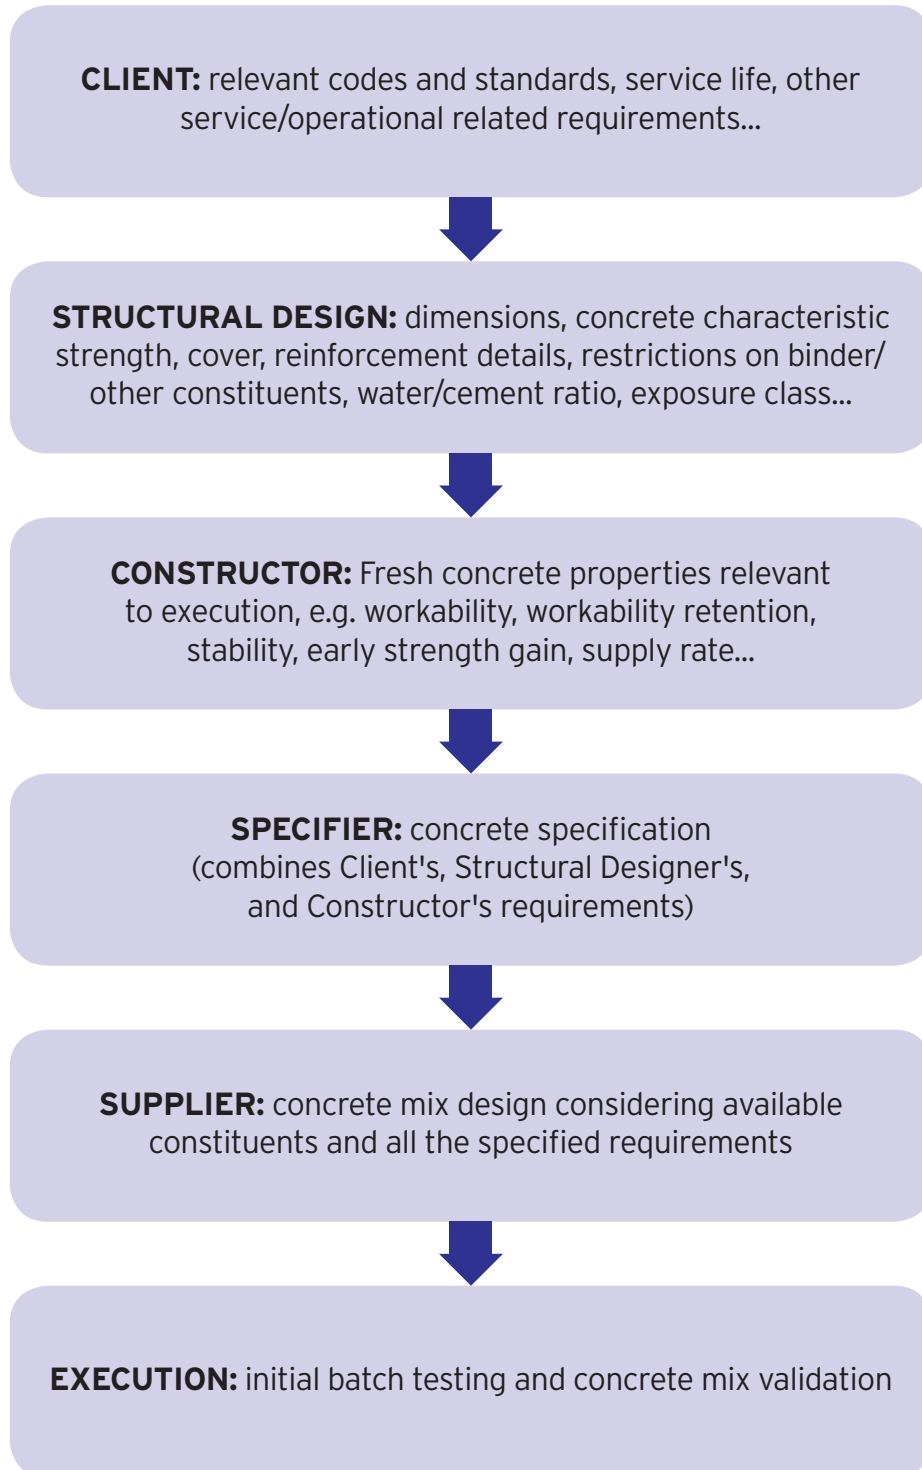 CLIENT: relevant codes and standards, service life, other
service/operational related requirements...
STRUCTURAL DESIGN: dimensions, concrete characteristic
strength, cover, reinforcement details, restrictions on binder/
other constituents, water/cement ratio, exposure class...
CONSTRUCTOR: Fresh concrete properties relevant
to execution, e.g. workability, workability retention,
stability, early strength gain, supply rate...
SPECIFIER: concrete specification
(combines Client's, Structural Designer's,
and Constructor's requirements)
SUPPLIER: concrete mix design considering available
constituents and all the specified requirements
EXECUTION: initial batch testing and concrete mix validation